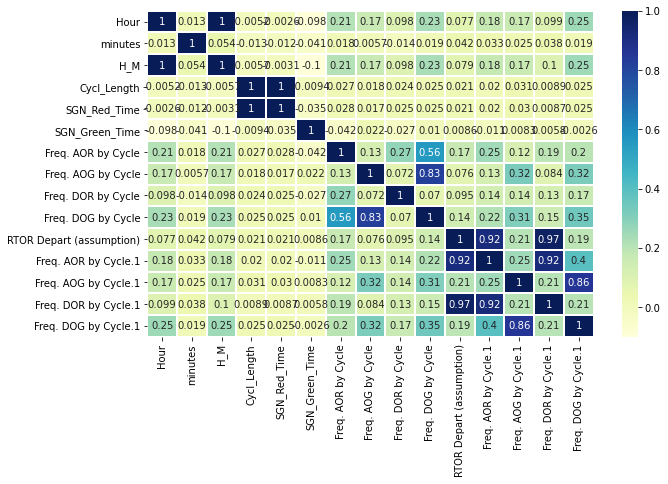 Hour 1 0.013 1 0.0052 0.0026 -0.098 0.21 0.17 0.098 0.23 0.077 0.18 0.17 0.099 0.25
minutes 0.013 1 0.054 -0.013 -0.012 -0.041 0.018 0.0057 -0.014 0.019 0.042 0.033 0.025 0.038 0.019
H_M 1 0.054 1 0.0057 0.0031 -0.1 0.21 0.17 0.098 0.23 0.079 0.18 0.17 0.1 0.25
Cycl_Length -0.0052 -0.013 -0.0057 1 1 0.0094 0.027 0.018 0.024 0.025 0.021 0.02 0.031 0.0089 0.025
SGN_Red_Time -0.0026 -0.012 -0.0031 1 1 -0.035 0.028 0.017 0.025 0.025 0.021 0.02 0.03 0.0087 0.025
SGN_Green_Time -0.098 -0.041 -0.1 0.0094 0.035 1 -0.042 0.022 -0.027 0.01 0.0086 -0.011 0.0083 0.0058 0.0026
Freq. AOR by Cycle 0.21 0.018 0.21 0.027 0.028 -0.042 1 0.13 0.27 0.56 0.17 0.25 0.12 0.19 0.2
Freq. AOG by Cycle 0.17 0.0057 0.17 0.018 0.017 0.022 0.13 1 0.072 0.83 0.076 0.13 0.32 0.084 0.32
Freq. DOR by Cycle 0.098 -0.014 0.098 0.024 0.025 -0.027 0.27 0.072 1 0.07 0.095 0.14 0.14 0.13 0.17
Freq. DOG by Cycle 0.23 0.019 0.23 0.025 0.025 0.01 0.56 0.83 0.07 1 0.14 0.22 0.31 0.15 0.35
RTOR Depart (assumption) 0.077 0.042 0.079 0.021 0.021 0.0086 0.17 0.076 0.095 0.14 1 0.92 0.21 0.97 0.19
Freq. AOR by Cycle.1 0.18 0.033 0.18 0.02 0.02 -0.011 0.25 0.13 0.14 0.22 0.92 1 0.25 0.92 0.4
Freq. AOG by Cycle.1 0.17 0.025 0.17 0.031 0.03 0.0083 0.12 0.32 0.14 0.31 0.21 0.25 1 0.21 0.86
Freq. DOR by Cycle.1 0.099 0.038 0.1 0.0089 0.0087 0.0058 0.19 0.084 0.13 0.15 0.97 0.92 0.21 1 0.21
Freq. DOG by Cycle.1 0.25 0.019 0.25 0.025 0.025 -0.0026 0.2 0.32 0.17 0.35 0.19 0.4 0.86 0.21 1
Hour
minutes
H_M
Cycl_Length
SGN_Red_Time
SGN_Green_Time
Freq. AOR by Cycle
Freq. AOG by Cycle
Freq. DOR by Cycle
Freq. DOG by Cycle
RTOR Depart (assumption)
Freq. AOR by Cycle.1
Freq. AOG by Cycle.1
Freq. DOR by Cycle.1
Freq. DOG by Cycle.1
1.0
0.8
0.6
0.4
0.2
0.0